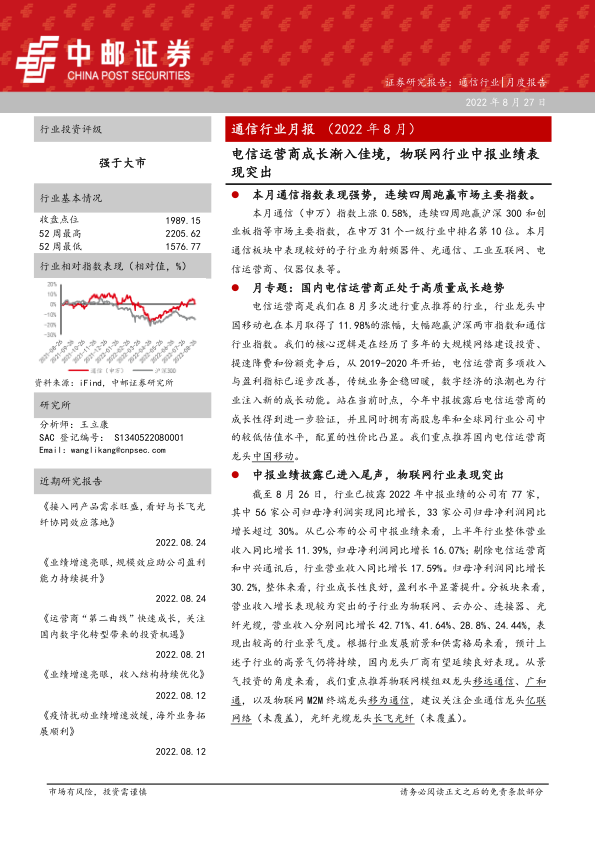 中邮证券
CHINA POST SECURITIES
证券研究报告：通信行业|月度报告
2022 年 8 月 27 日
行业投资评级
强于大市
行业基本情况
收盘点位 1989.15
52 周最高 2205.62
52 周最低 1576.77
行业相对指数表现（相对值，%）
20%
10%
0%
-10%
-20%
-30%
2021-08-26
2021-09-26
2021-10-26
2021-11-26
2021-12-26
2022-01-26
2022-02-26
2022-03-26
2022-04-26
2022-05-26
2022-06-26
2022-07-26
2022-08-26
通信(申万) 沪深300
资料来源：iFind，中邮证券研究所
研究所
分析师：王立康
SAC 登记编号： S1340522080001
Email：wanglikang@cnpsec.com
近期研究报告
《接入网产品需求旺盛，看好与长飞光
纤协同效应落地》
2022.08.24
《业绩增速亮眼，规模效应助公司盈利
能力持续提升》
2022.08.24
《运营商“第二曲线”快速成长，关注
国内数字化转型带来的投资机遇》
2022.08.21
《业绩增速亮眼，收入结构持续优化》
2022.08.12
《疫情扰动业绩增速放缓，海外业务拓
展顺利》
2022.08.12
通信行业月报 （2022 年 8 月）
电信运营商成长渐入佳境，物联网行业中报业绩表
现突出
● 本月通信指数表现强势，连续四周跑赢市场主要指数。
本月通信（申万）指数上涨 0.58%，连续四周跑赢沪深 300 和创
业板指等市场主要指数，在申万 31 个一级行业中排名第 10 位。本月
通信板块中表现较好的子行业为射频器件、光通信、工业互联网、电
信运营商、仪器仪表等。
● 月专题：国内电信运营商正处于高质量成长趋势
电信运营商是我们在 8 月多次进行重点推荐的行业，行业龙头中
国移动也在本月取得了 11.98%的涨幅，大幅跑赢沪深两市指数和通信
行业指数。我们的核心逻辑是在经历了多年的大规模网络建设投资、
提速降费和份额竞争后，从 2019-2020 年开始，电信运营商多项收入
与盈利指标已逐步改善，传统业务企稳回暖，数字经济的浪潮也为行
业注入新的成长动能。站在当前时点，今年中报披露后电信运营商的
成长性得到进一步验证，并且同时拥有高股息率和全球同行业公司中
的较低估值水平，配置的性价比凸显。我们重点推荐国内电信运营商
龙头中国移动。
● 中报业绩披露已进入尾声，物联网行业表现突出
截至 8 月 26 日，行业已披露 2022 年中报业绩的公司有 77 家，
其中 56 家公司归母净利润实现同比增长，33 家公司归母净利润同比
增长超过 30%。从已公布的公司中报业绩来看，上半年行业整体营业
收入同比增长 11.39%，归母净利润同比增长 16.07%；剔除电信运营商
和中兴通讯后，行业营业收入同比增长 17.59%。归母净利润同比增长
30.2%，整体来看，行业成长性良好，盈利水平显著提升。分板块来看，
营业收入增长表现较为突出的子行业为物联网、云办公、连接器、光
纤光缆，营业收入分别同比增长 42.71%、41.64%、28.8%、24.44%，表
现出较高的行业景气度。根据行业发展前景和供需格局来看，预计上
述子行业的高景气仍将持续，国内龙头厂商有望延续良好表现。从景
气投资的角度来看，我们重点推荐物联网模组双龙头移远通信、广和
通，以及物联网 M2M 终端龙头移为通信，建议关注企业通信龙头亿联
网络（未覆盖），光纤光缆龙头长飞光纤（未覆盖）。
市场有风险，投资需谨慎 请务必阅读正文之后的免责条款部分